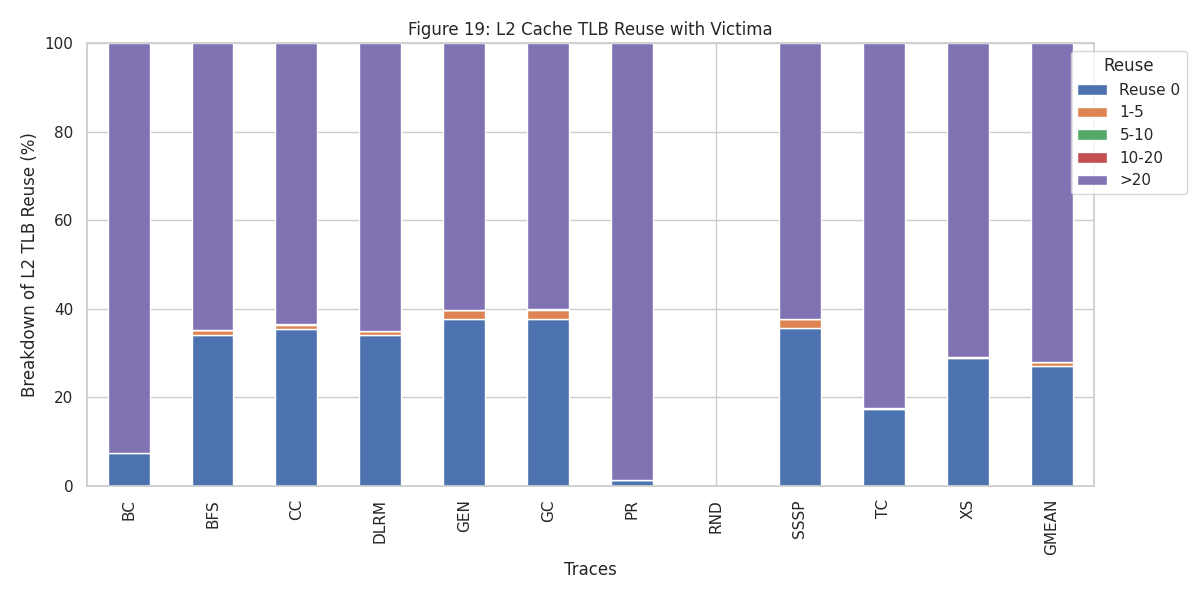 Figure 19: L2 Cache TLB Reuse with Victima
Breakdown of L2 TLB Reuse (%)
100
80
60
40
20
0
Reuse
Reuse 0
1-5
5-10
10-20
>20
BC
BFS
CC
DLRM
GEN
GC
PR
RND
SSSP
TC
XS
GMEAN
Traces